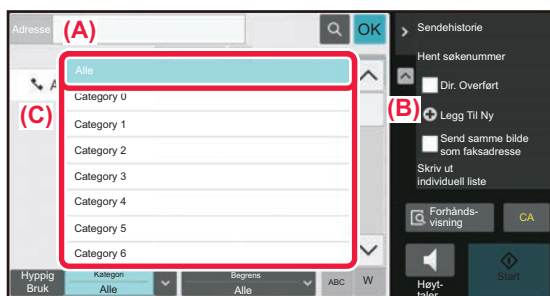 Adresse
(A)
OK
Alle
A
(C)
Category 0
Category 1
Category 2
Category 3
Category 4
Category 5
Category 6
Hyppig
Bruk
Kategori
Alle
Begrens
Alle
ABC
W
Sendehistorie
Hent søkenummer
Dir. Overført
(B)
Legg Til Ny
Send samme bilde
som faksadresse
Skriv ut
individuell liste
Forhånds-
visning
CA
Høyt-
taler
Start